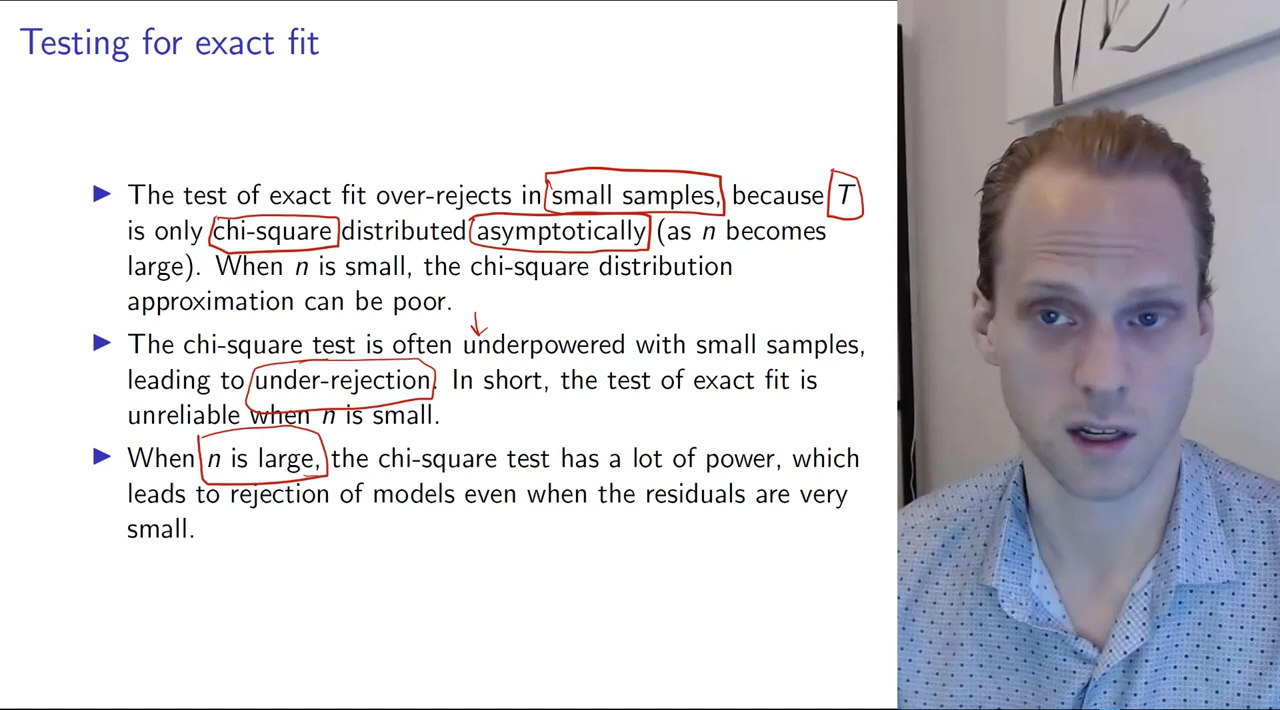 Testing for exact fit
▶ The test of exact fit over-rejects in small samples, because T
is only chi-square distributed asymptotically (as n becomes
large). When n is small, the chi-square distribution
approximation can be poor.
▶ The chi-square test is often underpowered with small samples,
leading to under-rejection. In short, the test of exact fit is
unreliable when n is small.
▶ When n is large, the chi-square test has a lot of power, which
leads to rejection of models even when the residuals are very
small.